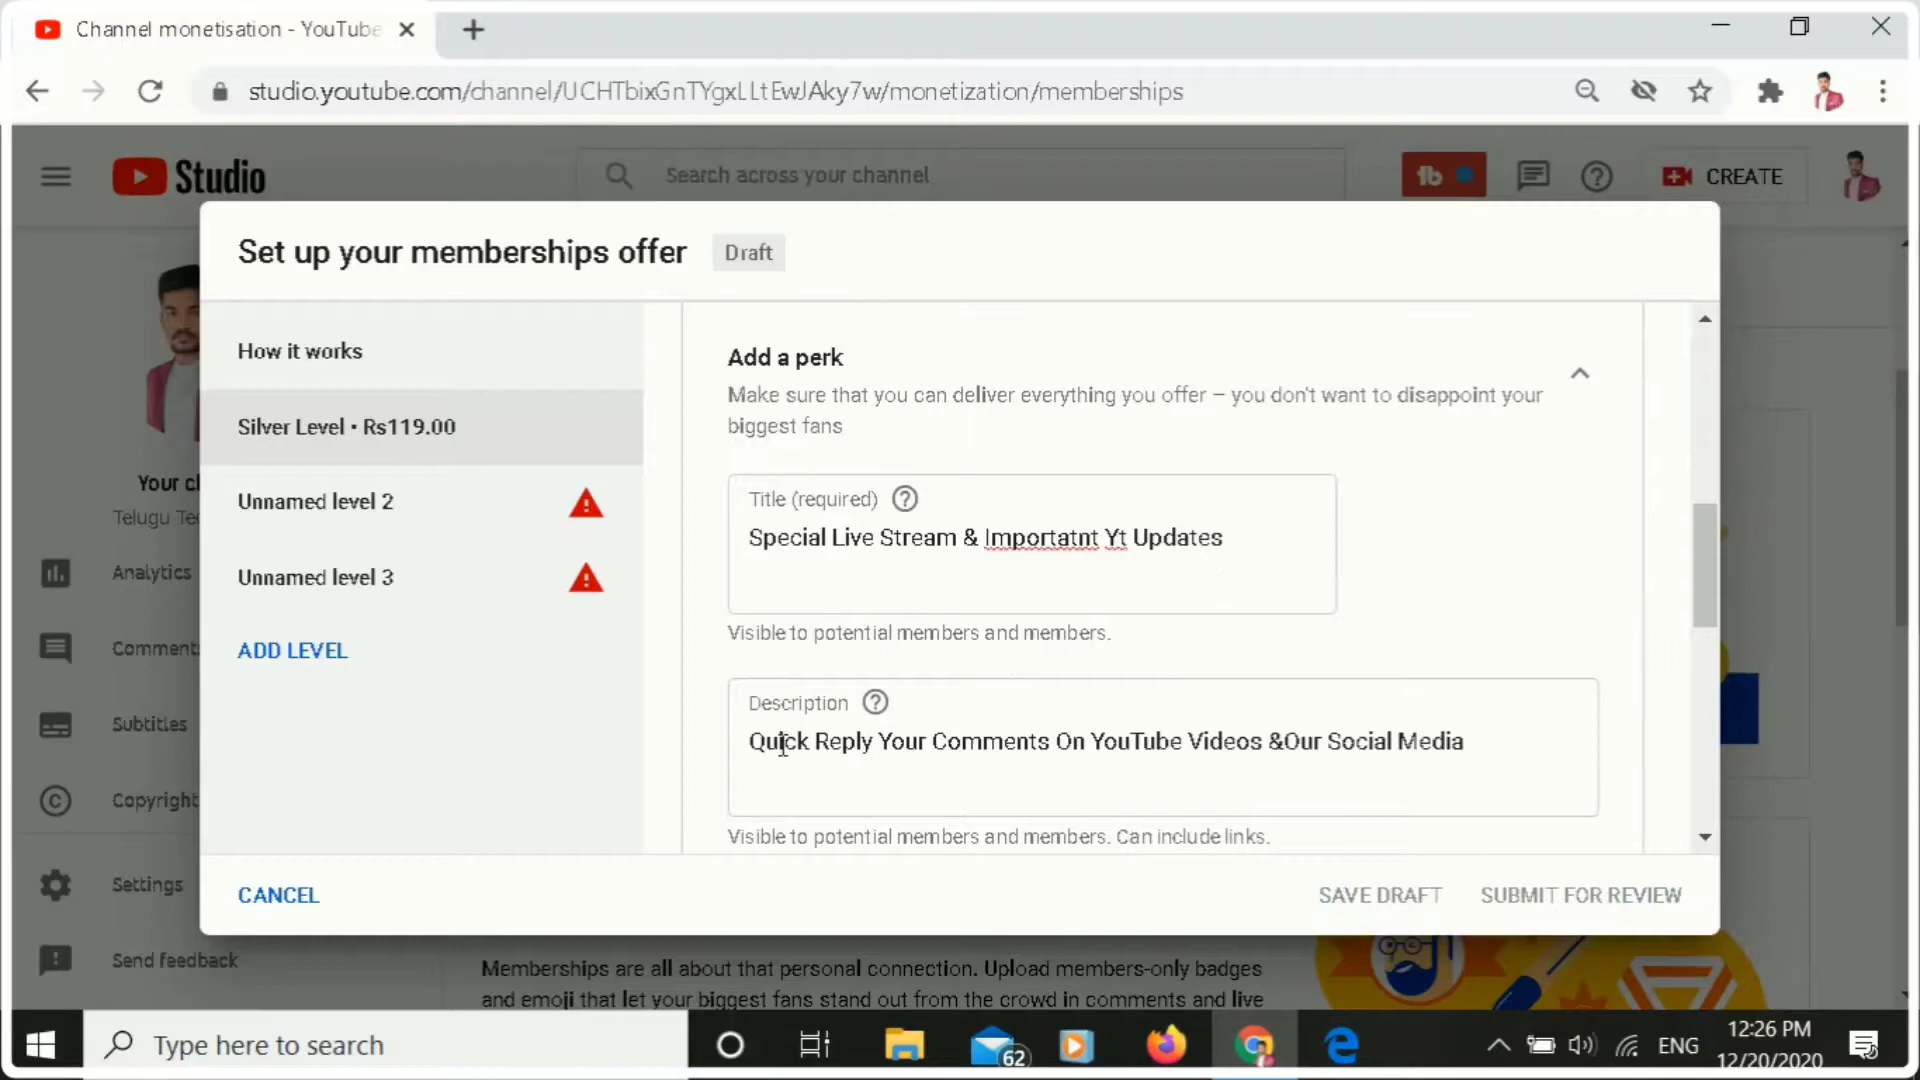 Channel monetisation - YouTube
studio.youtube.com/channel/UCHTbixGnTYgxLLtEwJAky7w/monetization/memberships
Studio
Search across your channel
CREATE
Set up your memberships offer
Draft
How it works
Silver Level • Rs119.00
Unnamed level 2
Unnamed level 3
ADD LEVEL
Add a perk
Make sure that you can deliver everything you offer – you don't want to disappoint your
biggest fans
Title (required)
Special Live Stream & Importatnt Yt Updates
Visible to potential members and members.
Description
Quick Reply Your Comments On YouTube Videos &Our Social Media
Visible to potential members and members. Can include links.
CANCEL
SAVE DRAFT
SUBMIT FOR REVIEW
Your
Telugu
Analytics
Comment
Subtitles
Copyright
Settings
Send feedback
Memberships are all about that personal connection. Upload members-only badges
and emoji that let your biggest fans stand out from the crowd in comments and live
Type here to search
62
ENG
12:26 PM
12/20/2020